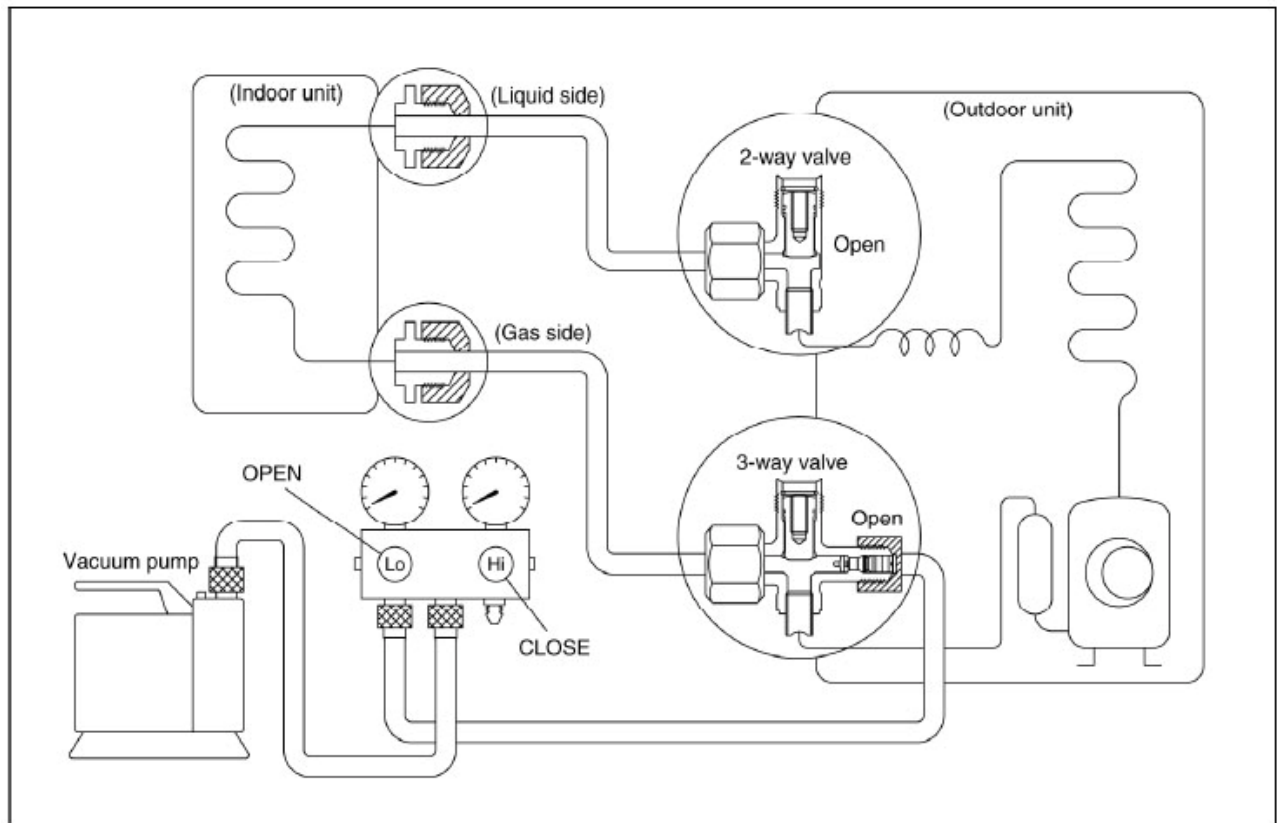 (Indoor unit)
(Liquid side)
(Outdoor unit)
2-way valve
Open
(Gas side)
3-way valve
Open
OPEN
Vacuum pump
Lo
Hi
CLOSE